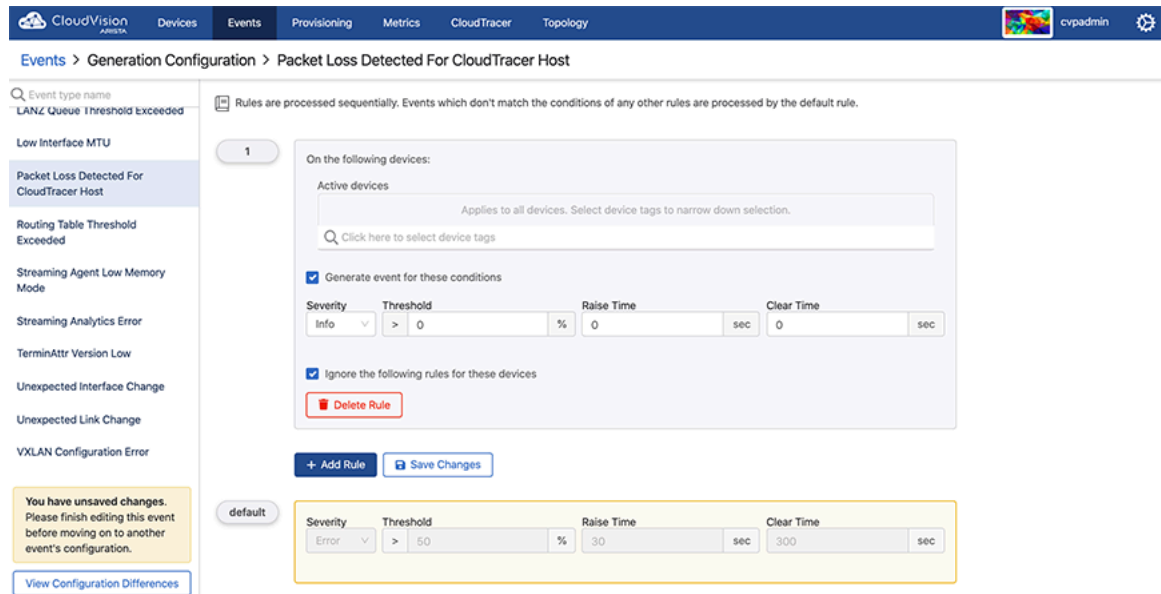 CloudVision
ARISTA
Devices
Events
Provisioning
Metrics
CloudTracer
Topology
cvpadmin
Events > Generation Configuration > Packet Loss Detected For CloudTracer Host
Event type name
LANZ Queue Threshold Exceeded
Low Interface MTU
Packet Loss Detected For
CloudTracer Host
Routing Table Threshold
Exceeded
Streaming Agent Low Memory
Mode
Streaming Analytics Error
TerminAttr Version Low
Unexpected Interface Change
Unexpected Link Change
VXLAN Configuration Error
You have unsaved changes.
Please finish editing this event
before moving on to another
event's configuration.
View Configuration Differences
Rules are processed sequentially. Events which don't match the conditions of any other rules are processed by the default rule.
1
On the following devices:
Active devices
Applies to all devices. Select device tags to narrow down selection.
Click here to select device tags
Generate event for these conditions
Severity Threshold Raise Time Clear Time
Info > 0 % 0 sec 0 sec
Ignore the following rules for these devices
Delete Rule
+ Add Rule
Save Changes
default
Severity Threshold Raise Time Clear Time
Error > 50 % 30 sec 300 sec